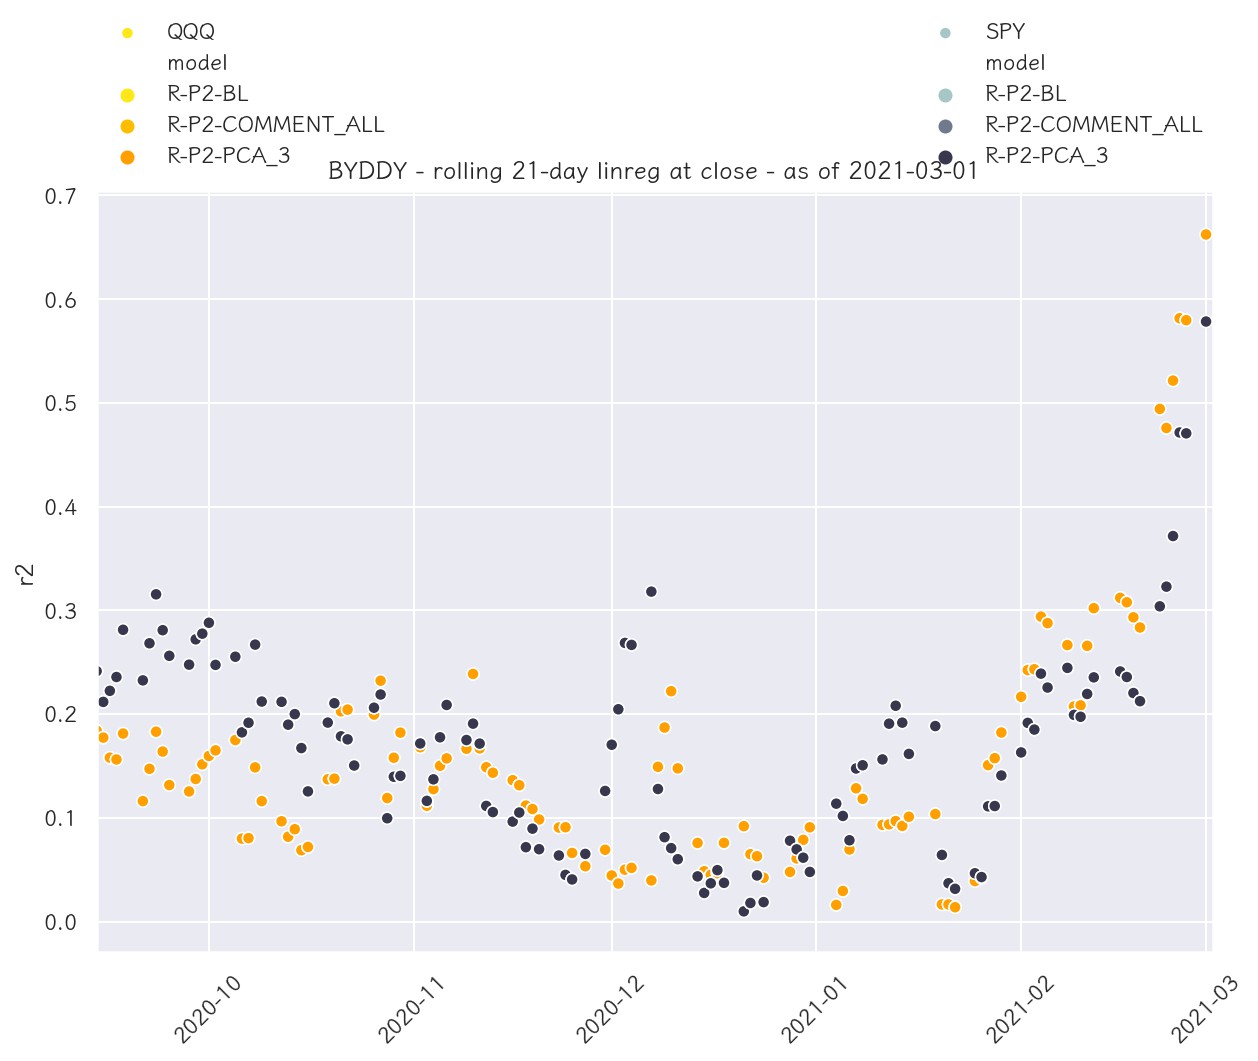 QQQ
model
R-P2-BL
R-P2-COMMENT_ALL
R-P2-PCA_3
SPY
model
R-P2-BL
R-P2-COMMENT_ALL
R-P2-PCA_3
BYDDY - rolling 21-day linreg at close - as of 2021-03-01
0.7
0.6
0.5
0.4
0.3
0.2
0.1
0.0
r2
2020-10
2020-11
2020-12
2021-01
2021-02
2021-03